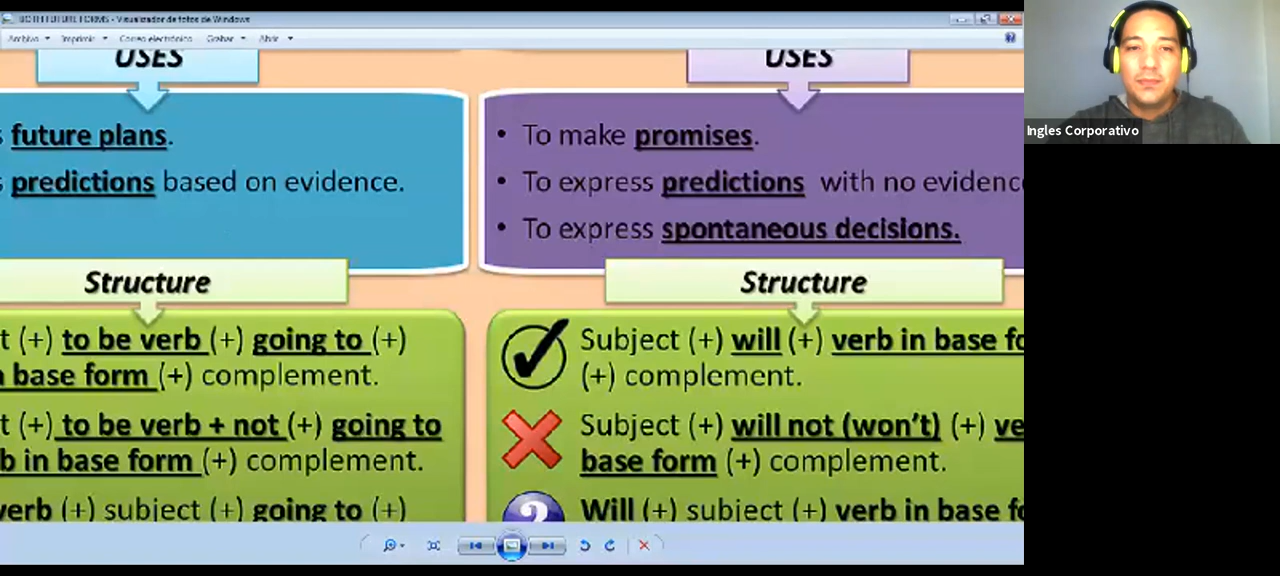 BOTH FUTURE FORMS - Visualizador de fotos de Windows
Archivo Imprimir Correo electrónico Grabar Abrir
USES
future plans.
predictions based on evidence.
Structure
t (+) to be verb (+) going to (+)
base form (+) complement.
t (+) to be verb + not (+) going to
b in base form (+) complement.
verb (+) subject (+) going to (+)
USES
• To make promises.
• To express predictions with no evidenc
• To express spontaneous decisions.
Structure
Subject (+) will (+) verb in base fo
(+) complement.
Subject (+) will not (won't) (+) ve
base form (+) complement.
? Will (+) subject (+) verb in base fo
Ingles Corporativo